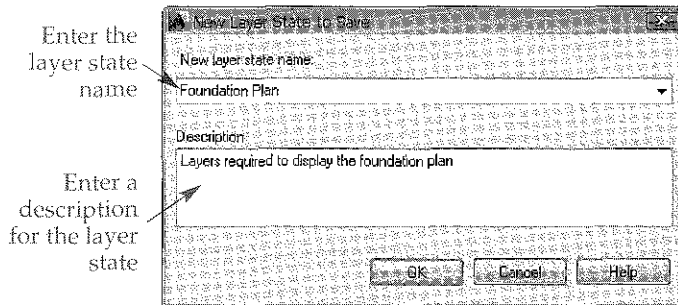 New Layer State to Save
Enter the
layer state
name
New layer state name:
Foundation Plan
Description
Layers required to display the foundation plan
Enter a
description
for the layer
state
OK
Cancel
Help